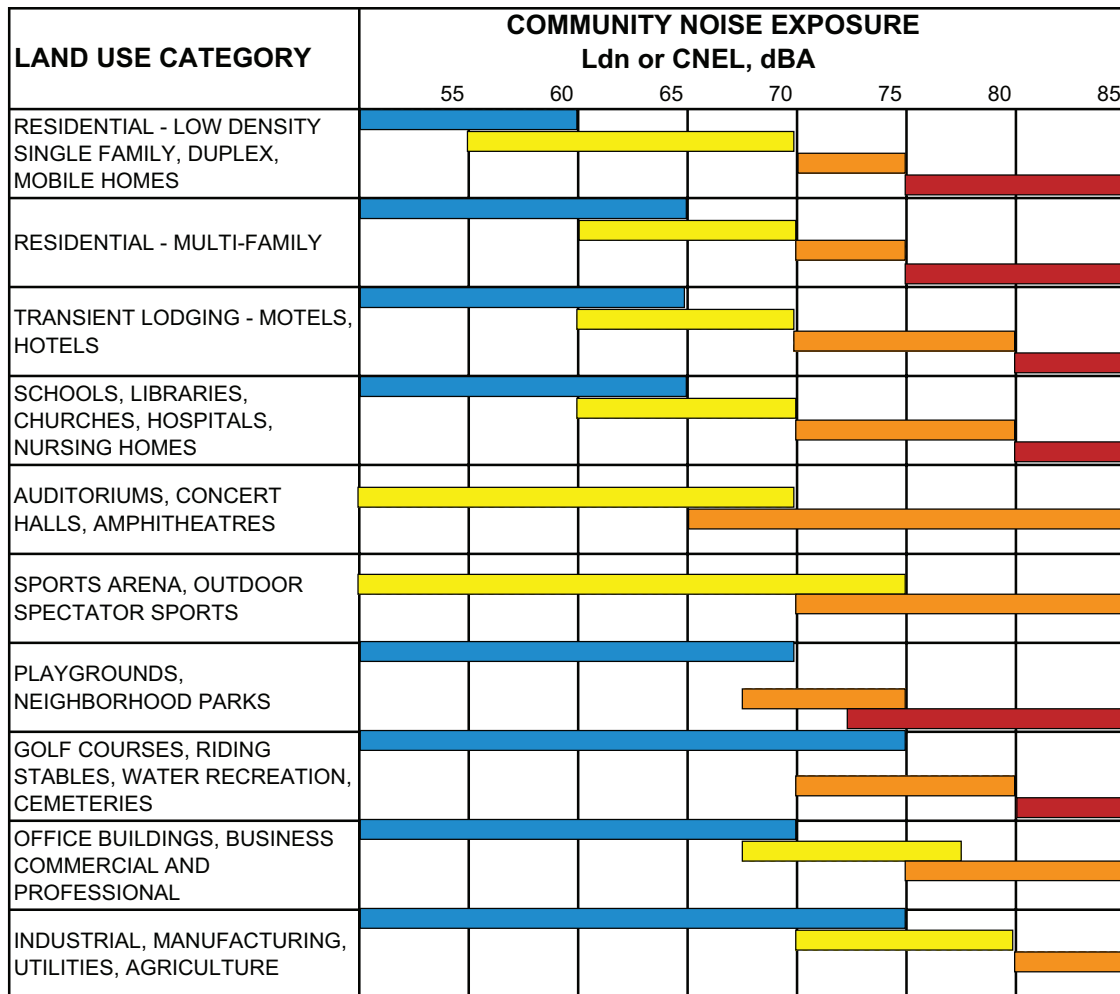 LAND USE CATEGORY
COMMUNITY NOISE EXPOSURE
Ldn or CNEL, dBA
55 60 65 70 75 80 85
RESIDENTIAL - LOW DENSITY
SINGLE FAMILY, DUPLEX,
MOBILE HOMES
RESIDENTIAL - MULTI-FAMILY
TRANSIENT LODGING - MOTELS,
HOTELS
SCHOOLS, LIBRARIES,
CHURCHES, HOSPITALS,
NURSING HOMES
AUDITORIUMS, CONCERT
HALLS, AMPHITHEATRES
SPORTS ARENA, OUTDOOR
SPECTATOR SPORTS
PLAYGROUNDS,
NEIGHBORHOOD PARKS
GOLF COURSES, RIDING
STABLES, WATER RECREATION,
CEMETERIES
OFFICE BUILDINGS, BUSINESS
COMMERCIAL AND
PROFESSIONAL
INDUSTRIAL, MANUFACTURING,
UTILITIES, AGRICULTURE